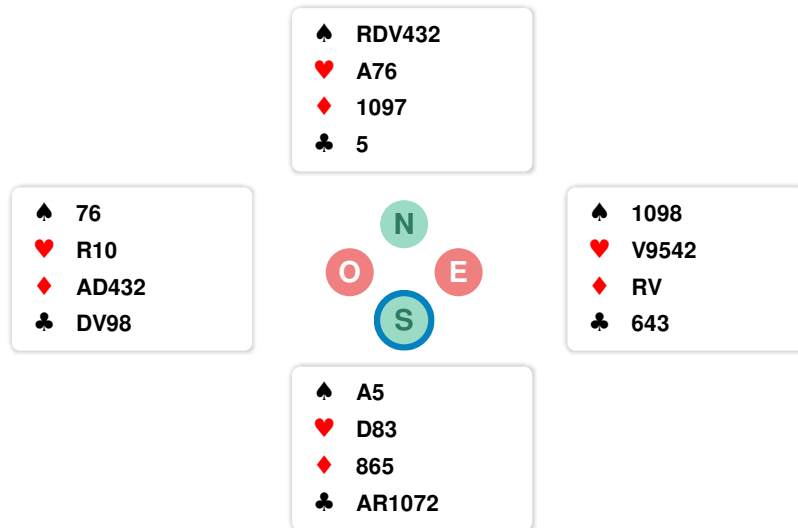 ♠ RDV432
♥ A76
♦ 1097
♣ 5
♠ 76
♥ R10
♦ AD432
♣ DV98
N
O E
S
♠ 1098
♥ V9542
♦ RV
♣ 643
♠ A5
♥ D83
♦ 865
♣ AR1072